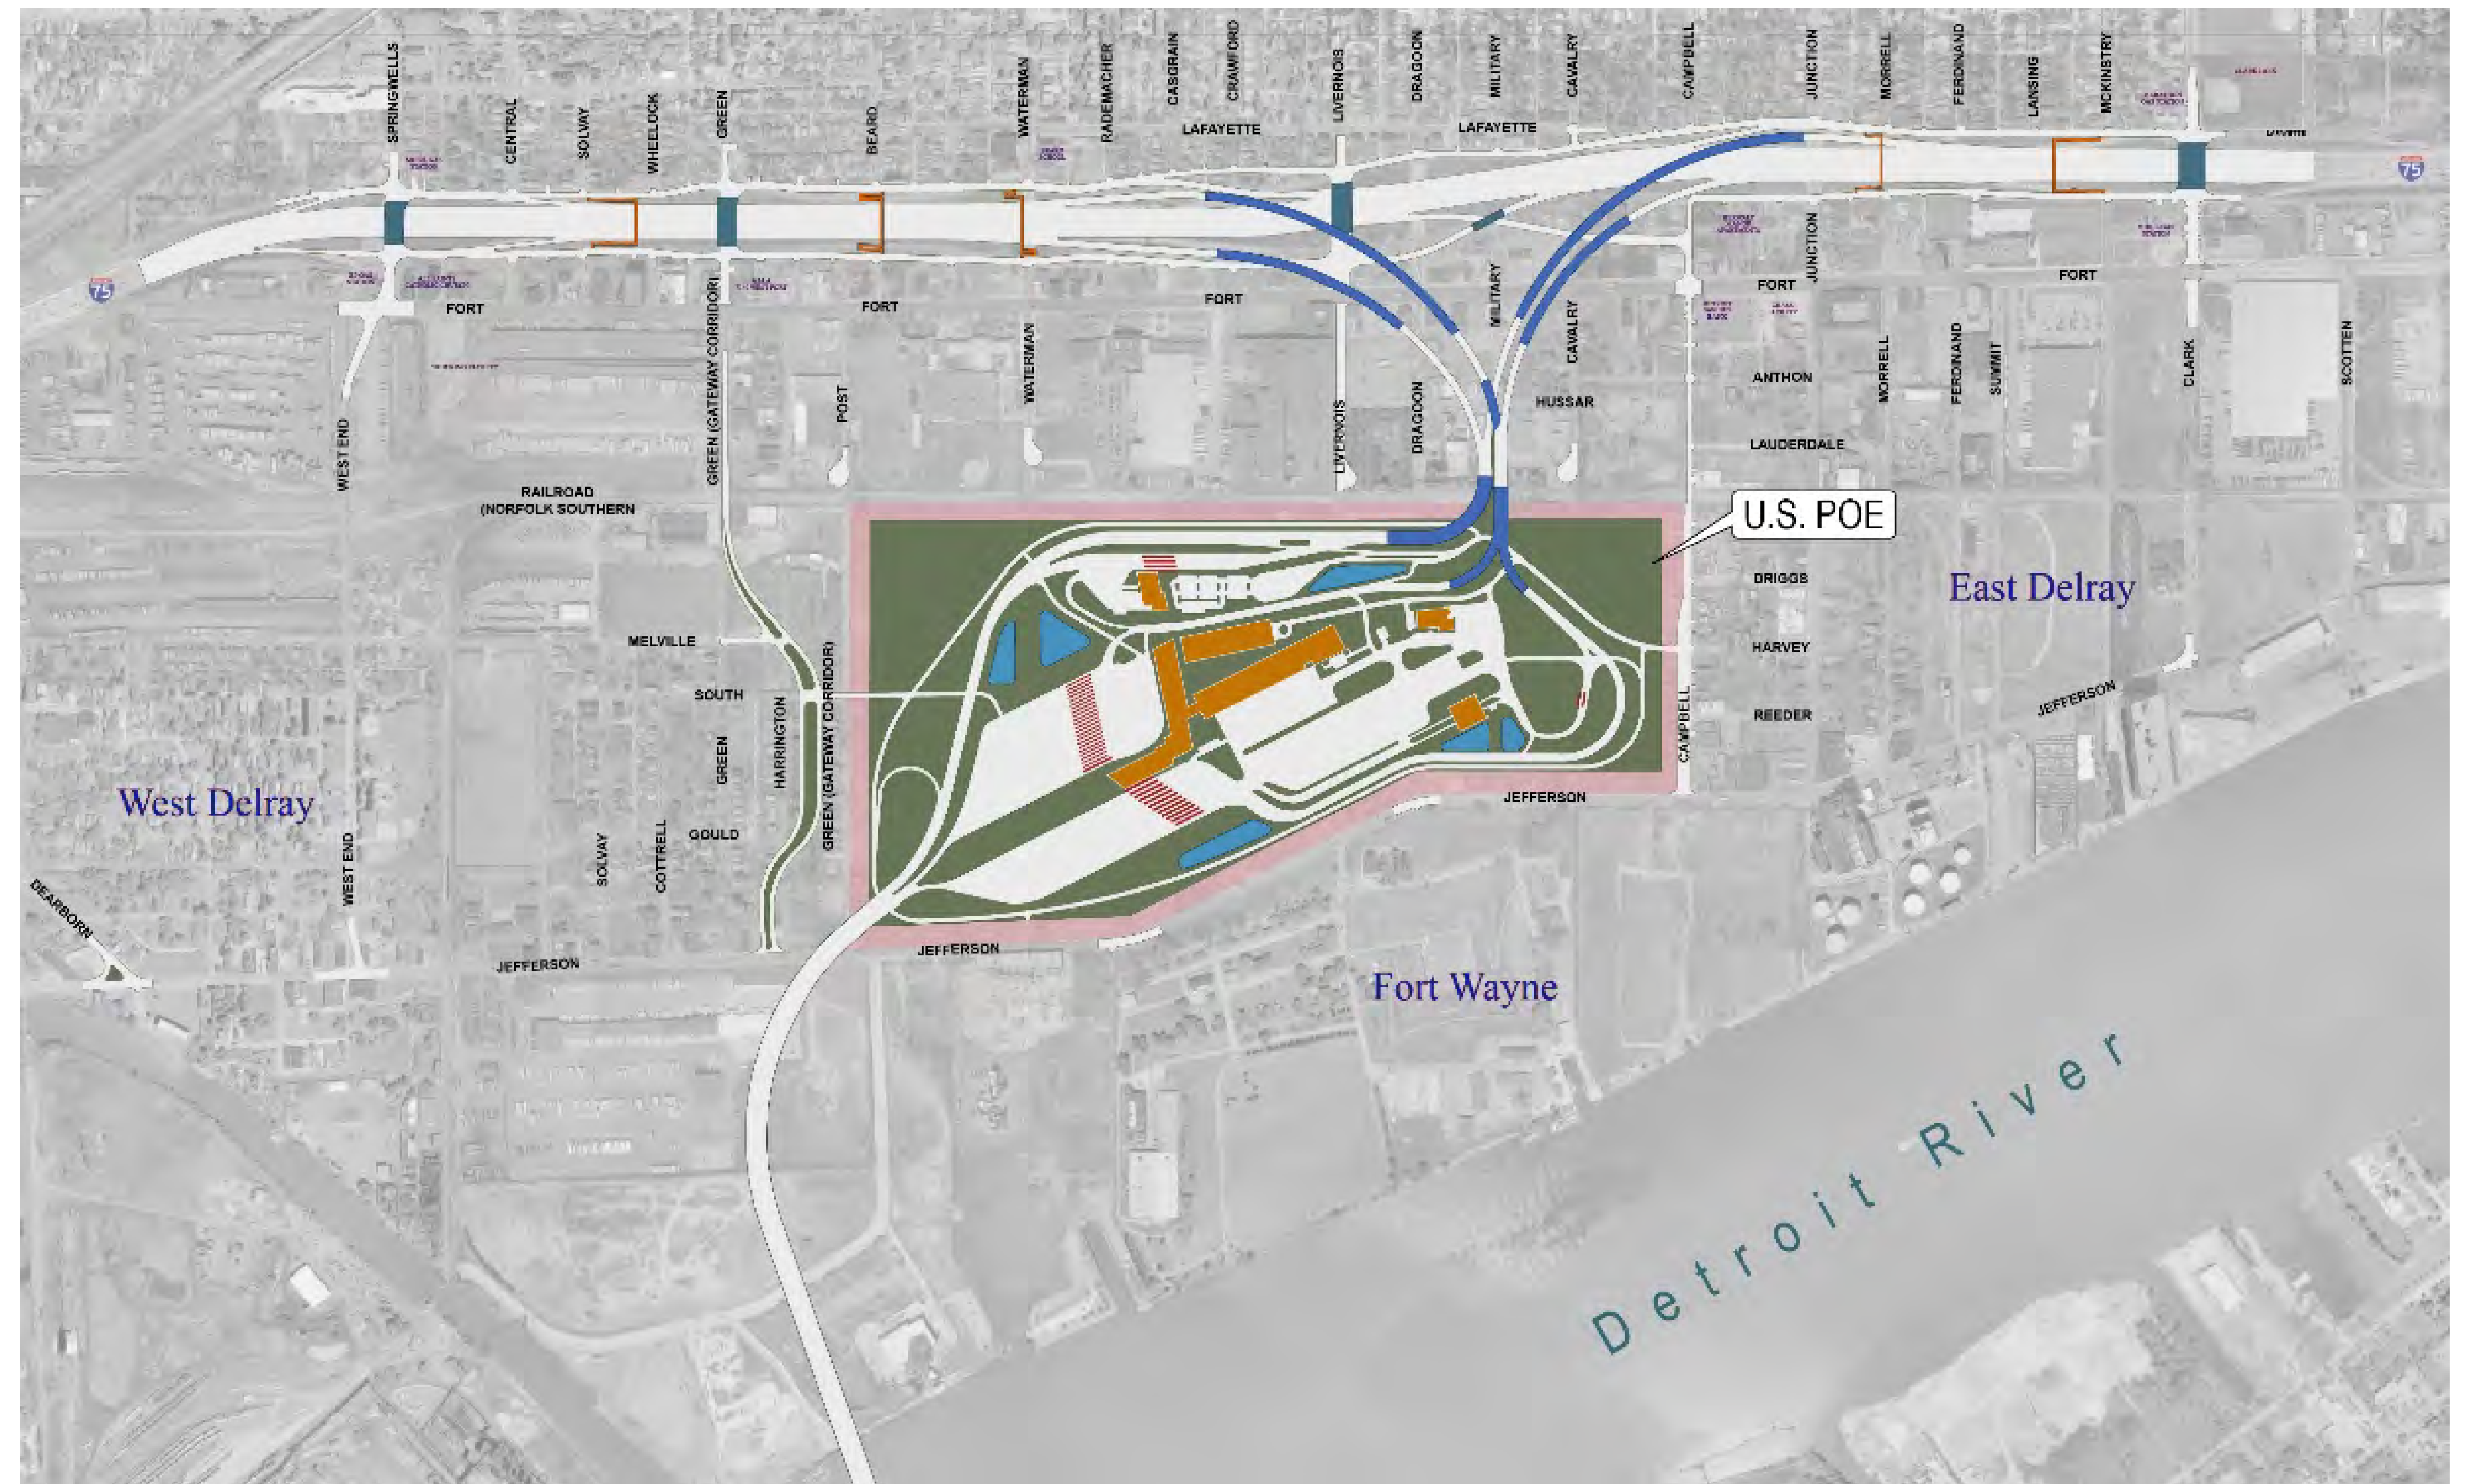 SPRINGWELLS
CENTRAL
SOLVAY
WHEELOCK
GREEN
BEARD
WATERMAN
RADEMACHER
CASGRAIN
CRAWFORD
LIVERNOIS
DRAGOON
MILITARY
CAVALRY
CAMPBELL
JUNCTION
MORRELL
FERDINAND
LANSING
MCKINSTRY
LAFAYETTE
LAFAYETTE
LAFAYETTE
75
75
FORT
FORT
FORT
FORT
FORT
JUNCTION
WEST END
GREEN (GATEWAY CORRIDOR)
POST
WATERMAN
LIVERNOIS
DRAGOON
MILITARY
CAVALRY
HUSSAR
ANTHON
LAUDERDALE
MORRELL
FERDINAND
SUMMIT
CLARK
SCOTTEN
RAILROAD
(NORFOLK SOUTHERN
U.S. POE
DRIGGS
East Delray
MELVILLE
HARVEY
SOUTH
REEDER
JEFFERSON
CAMPBELL
GREEN
HARRINGTON
GREEN (GATEWAY CORRIDOR)
West Delray
JEFFERSON
GOULD
SOLVAY
COTTRELL
WEST END
DEARBORN
JEFFERSON
JEFFERSON
Fort Wayne
Detroit River